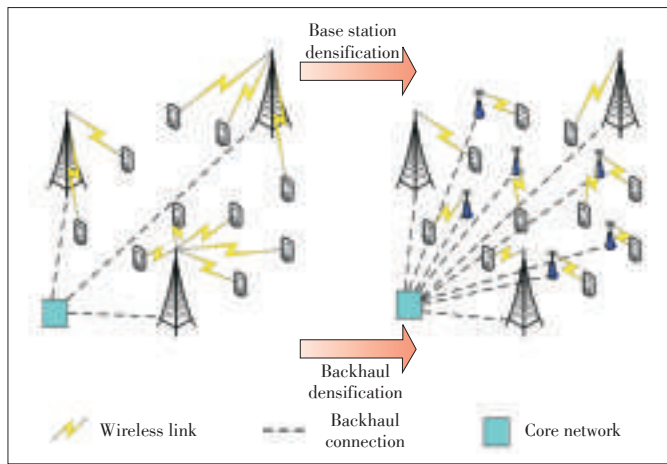 Base station
densification
Backhaul
densification
Wireless link
Backhaul
connection
Core network